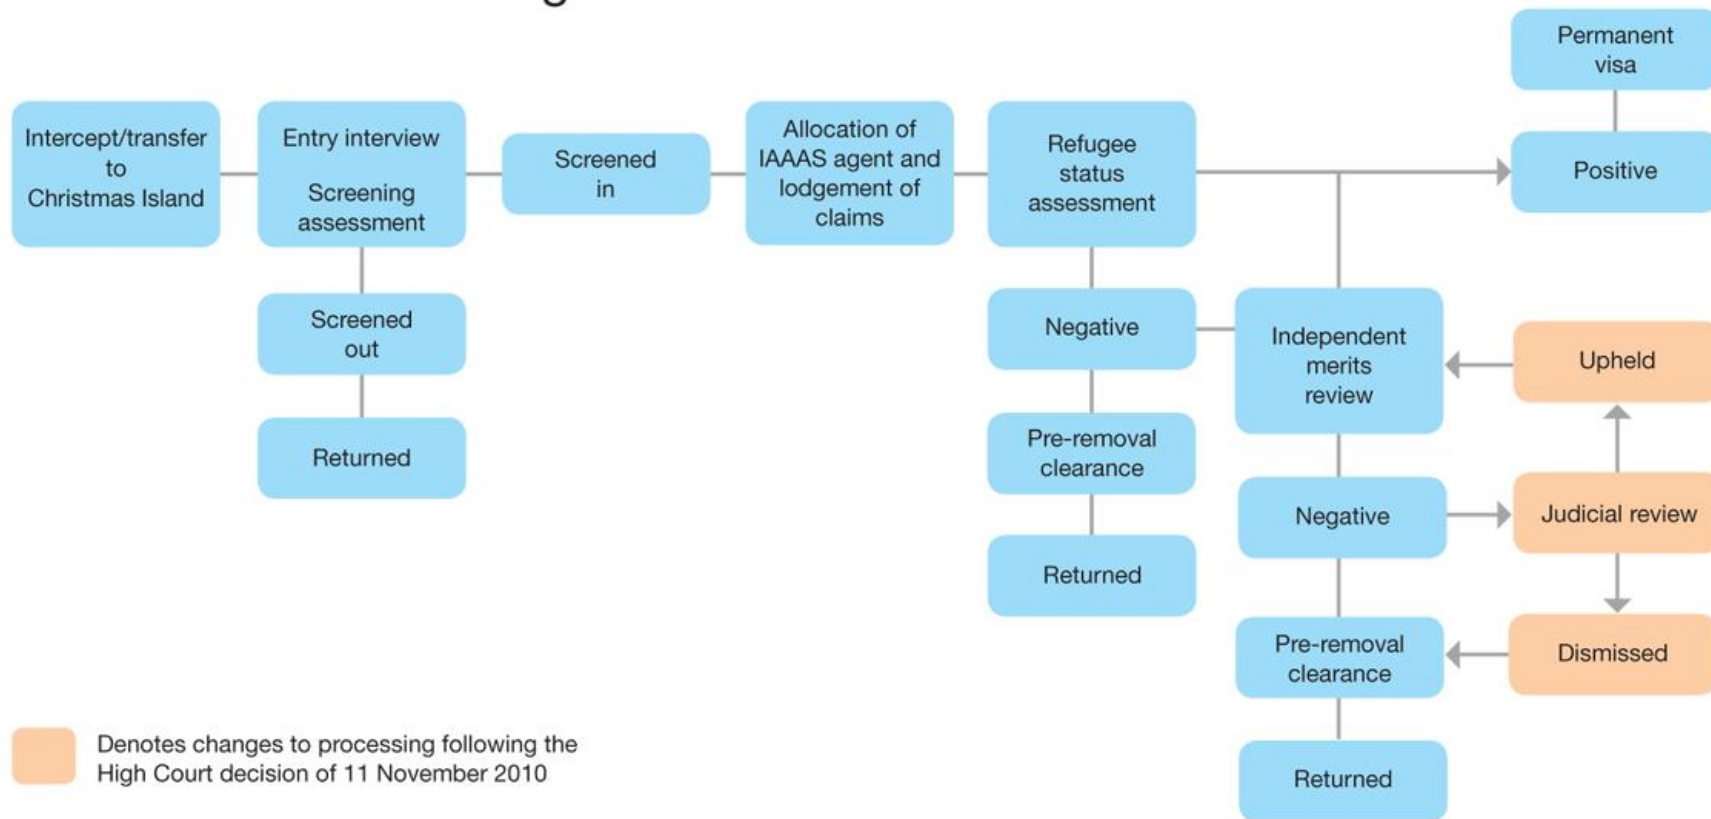 Permanent
visa
Intercept/transfer
to
Christmas Island
Entry interview
Screening
assessment
Screened
in
Allocation of
IAAAS agent and
lodgement of
claims
Refugee
status
assessment
Positive
Screened
out
Negative
Independent
merits
review
Upheld
Returned
Pre-removal
clearance
Negative
Judicial review
Returned
Pre-removal
clearance
Dismissed
Denotes changes to processing following the
High Court decision of 11 November 2010
Returned